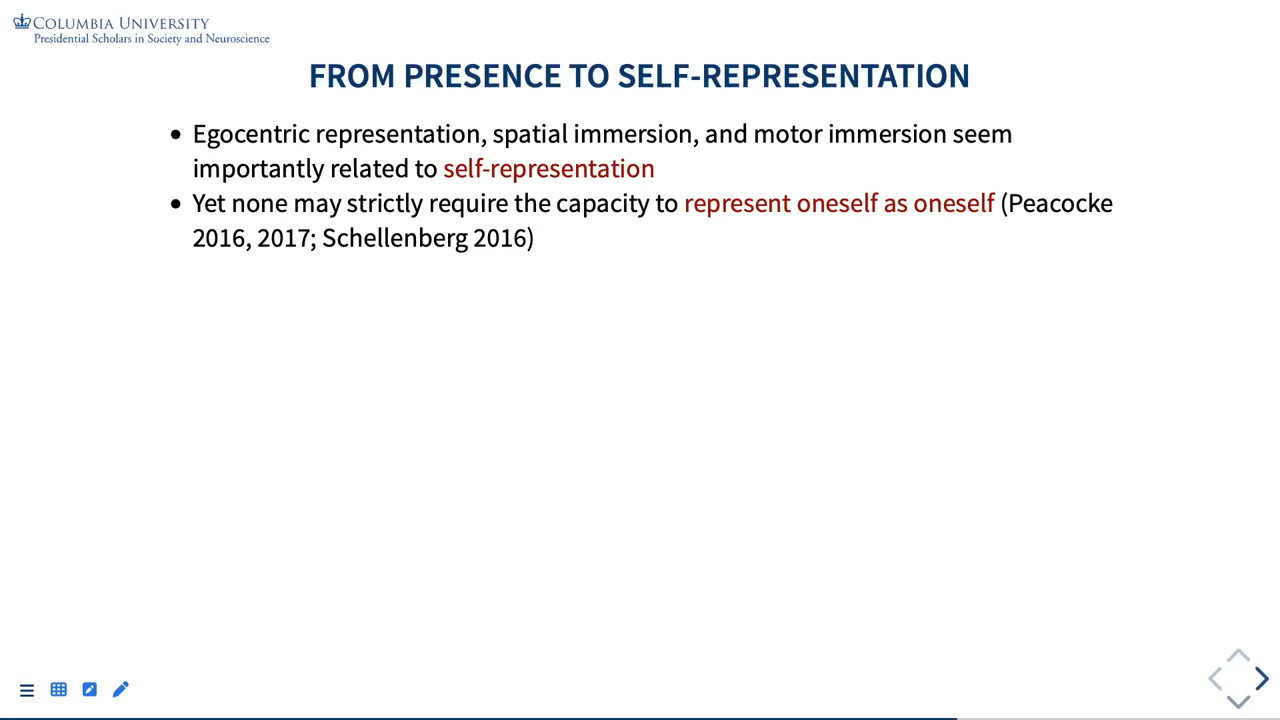 COLUMBIA UNIVERSITY
Presidential Scholars in Society and Neuroscience
FROM PRESENCE TO SELF-REPRESENTATION
• Egocentric representation, spatial immersion, and motor immersion seem
importantly related to self-representation
• Yet none may strictly require the capacity to represent oneself as oneself (Peacocke
2016, 2017; Schellenberg 2016)